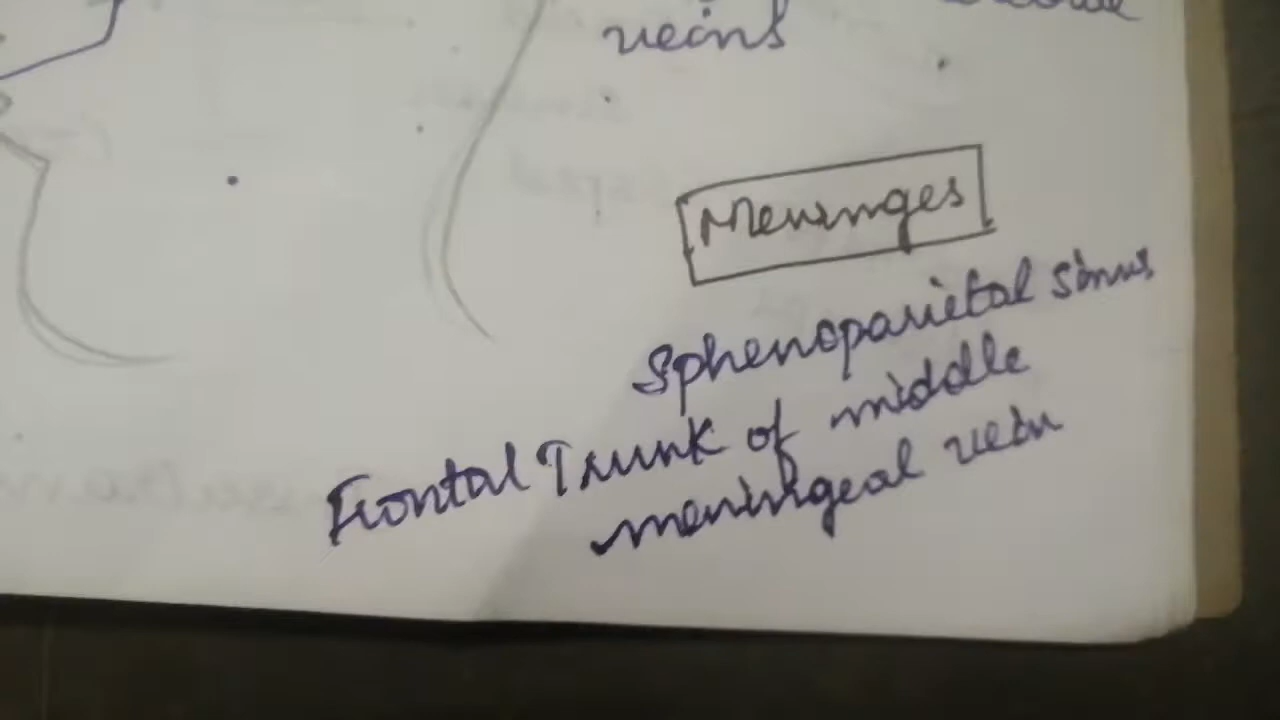 veins
Meninges
Sphenoparietal sinus
Frontal Trunk of middle
meningeal vein